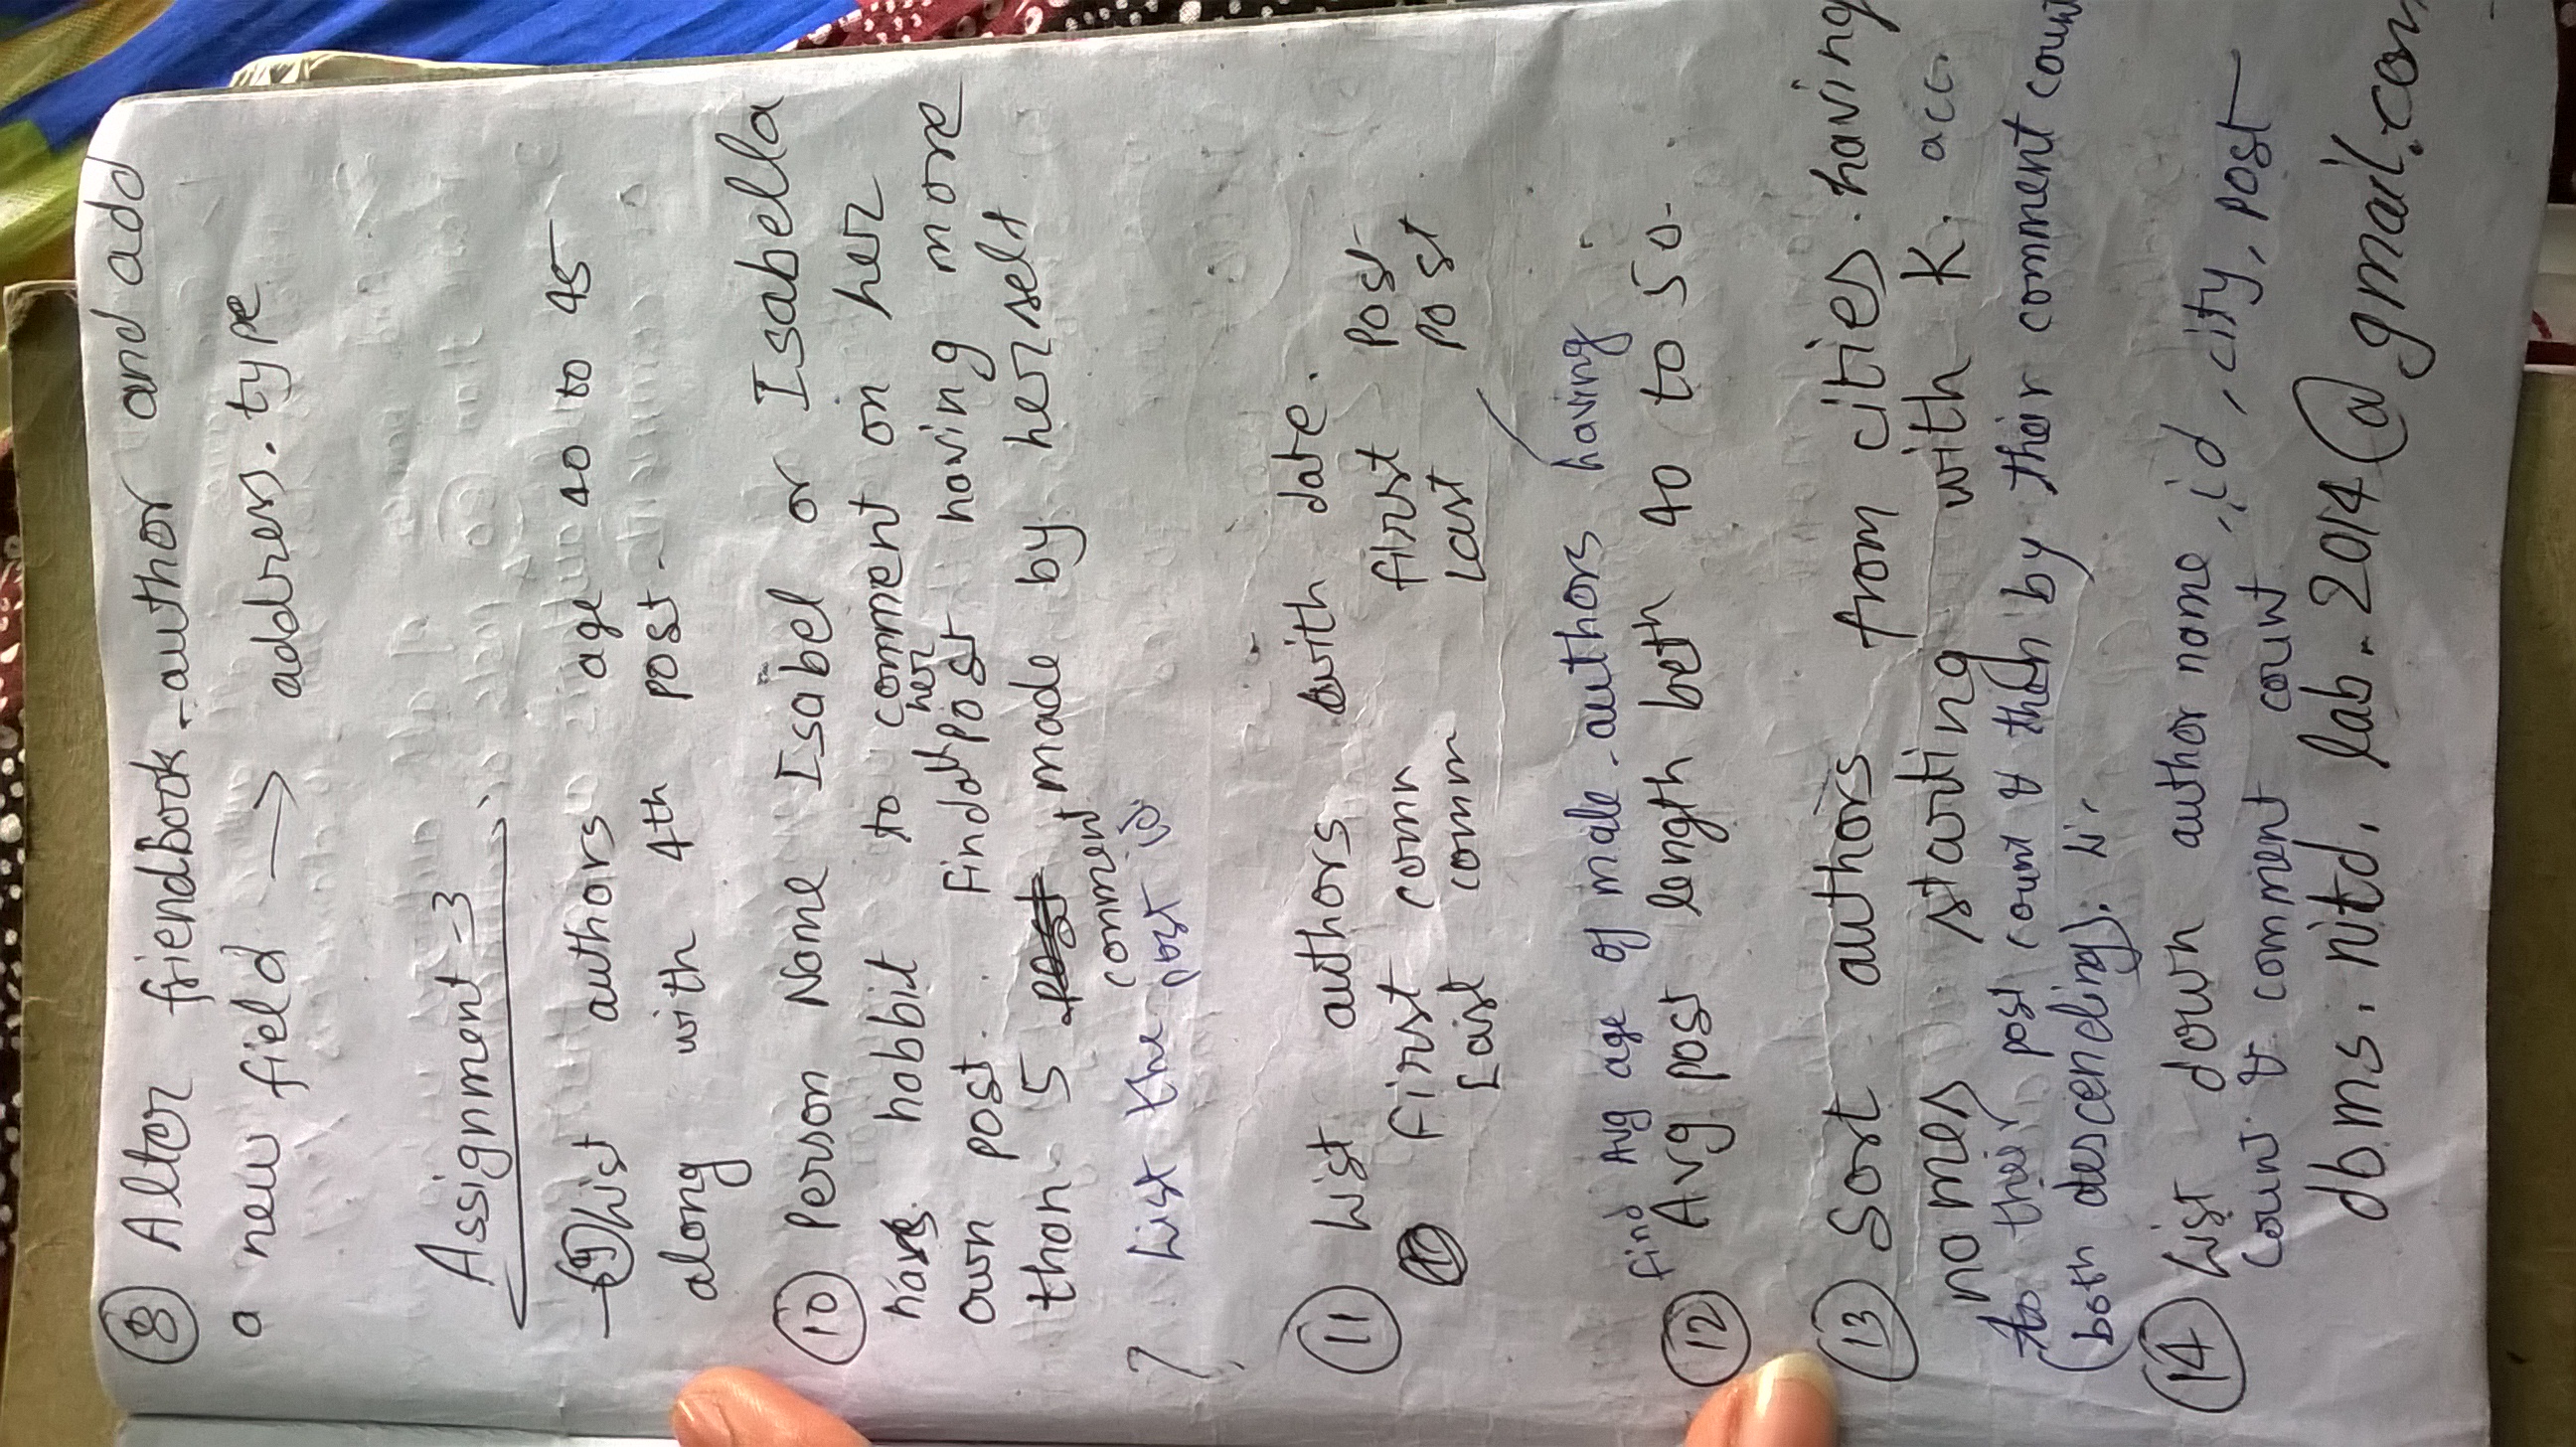 ⑧ Alter friendbook-author and add
a new field → address.type
Assignment-3
⑨ List authors age 40 to 45
along with 4th post.
⑩ Person Name Isabel or Isabella
has hobbit to comment on her
own post. Find out her post having more
than 5 comment made by herself
? List the post id
⑪ List authors with date.
First comn first post
Last comm Last post
⑫ Find Avg age of male authors having
Avg post length betn 40 to 50.
⑬ Sort authors from cities having
names starting with K. acc.
to their post count & then by their comment count
(both descending).
⑭ List down author name, id, city, post
count & comment count
dbms.nitd.lab.2014@gmail.com